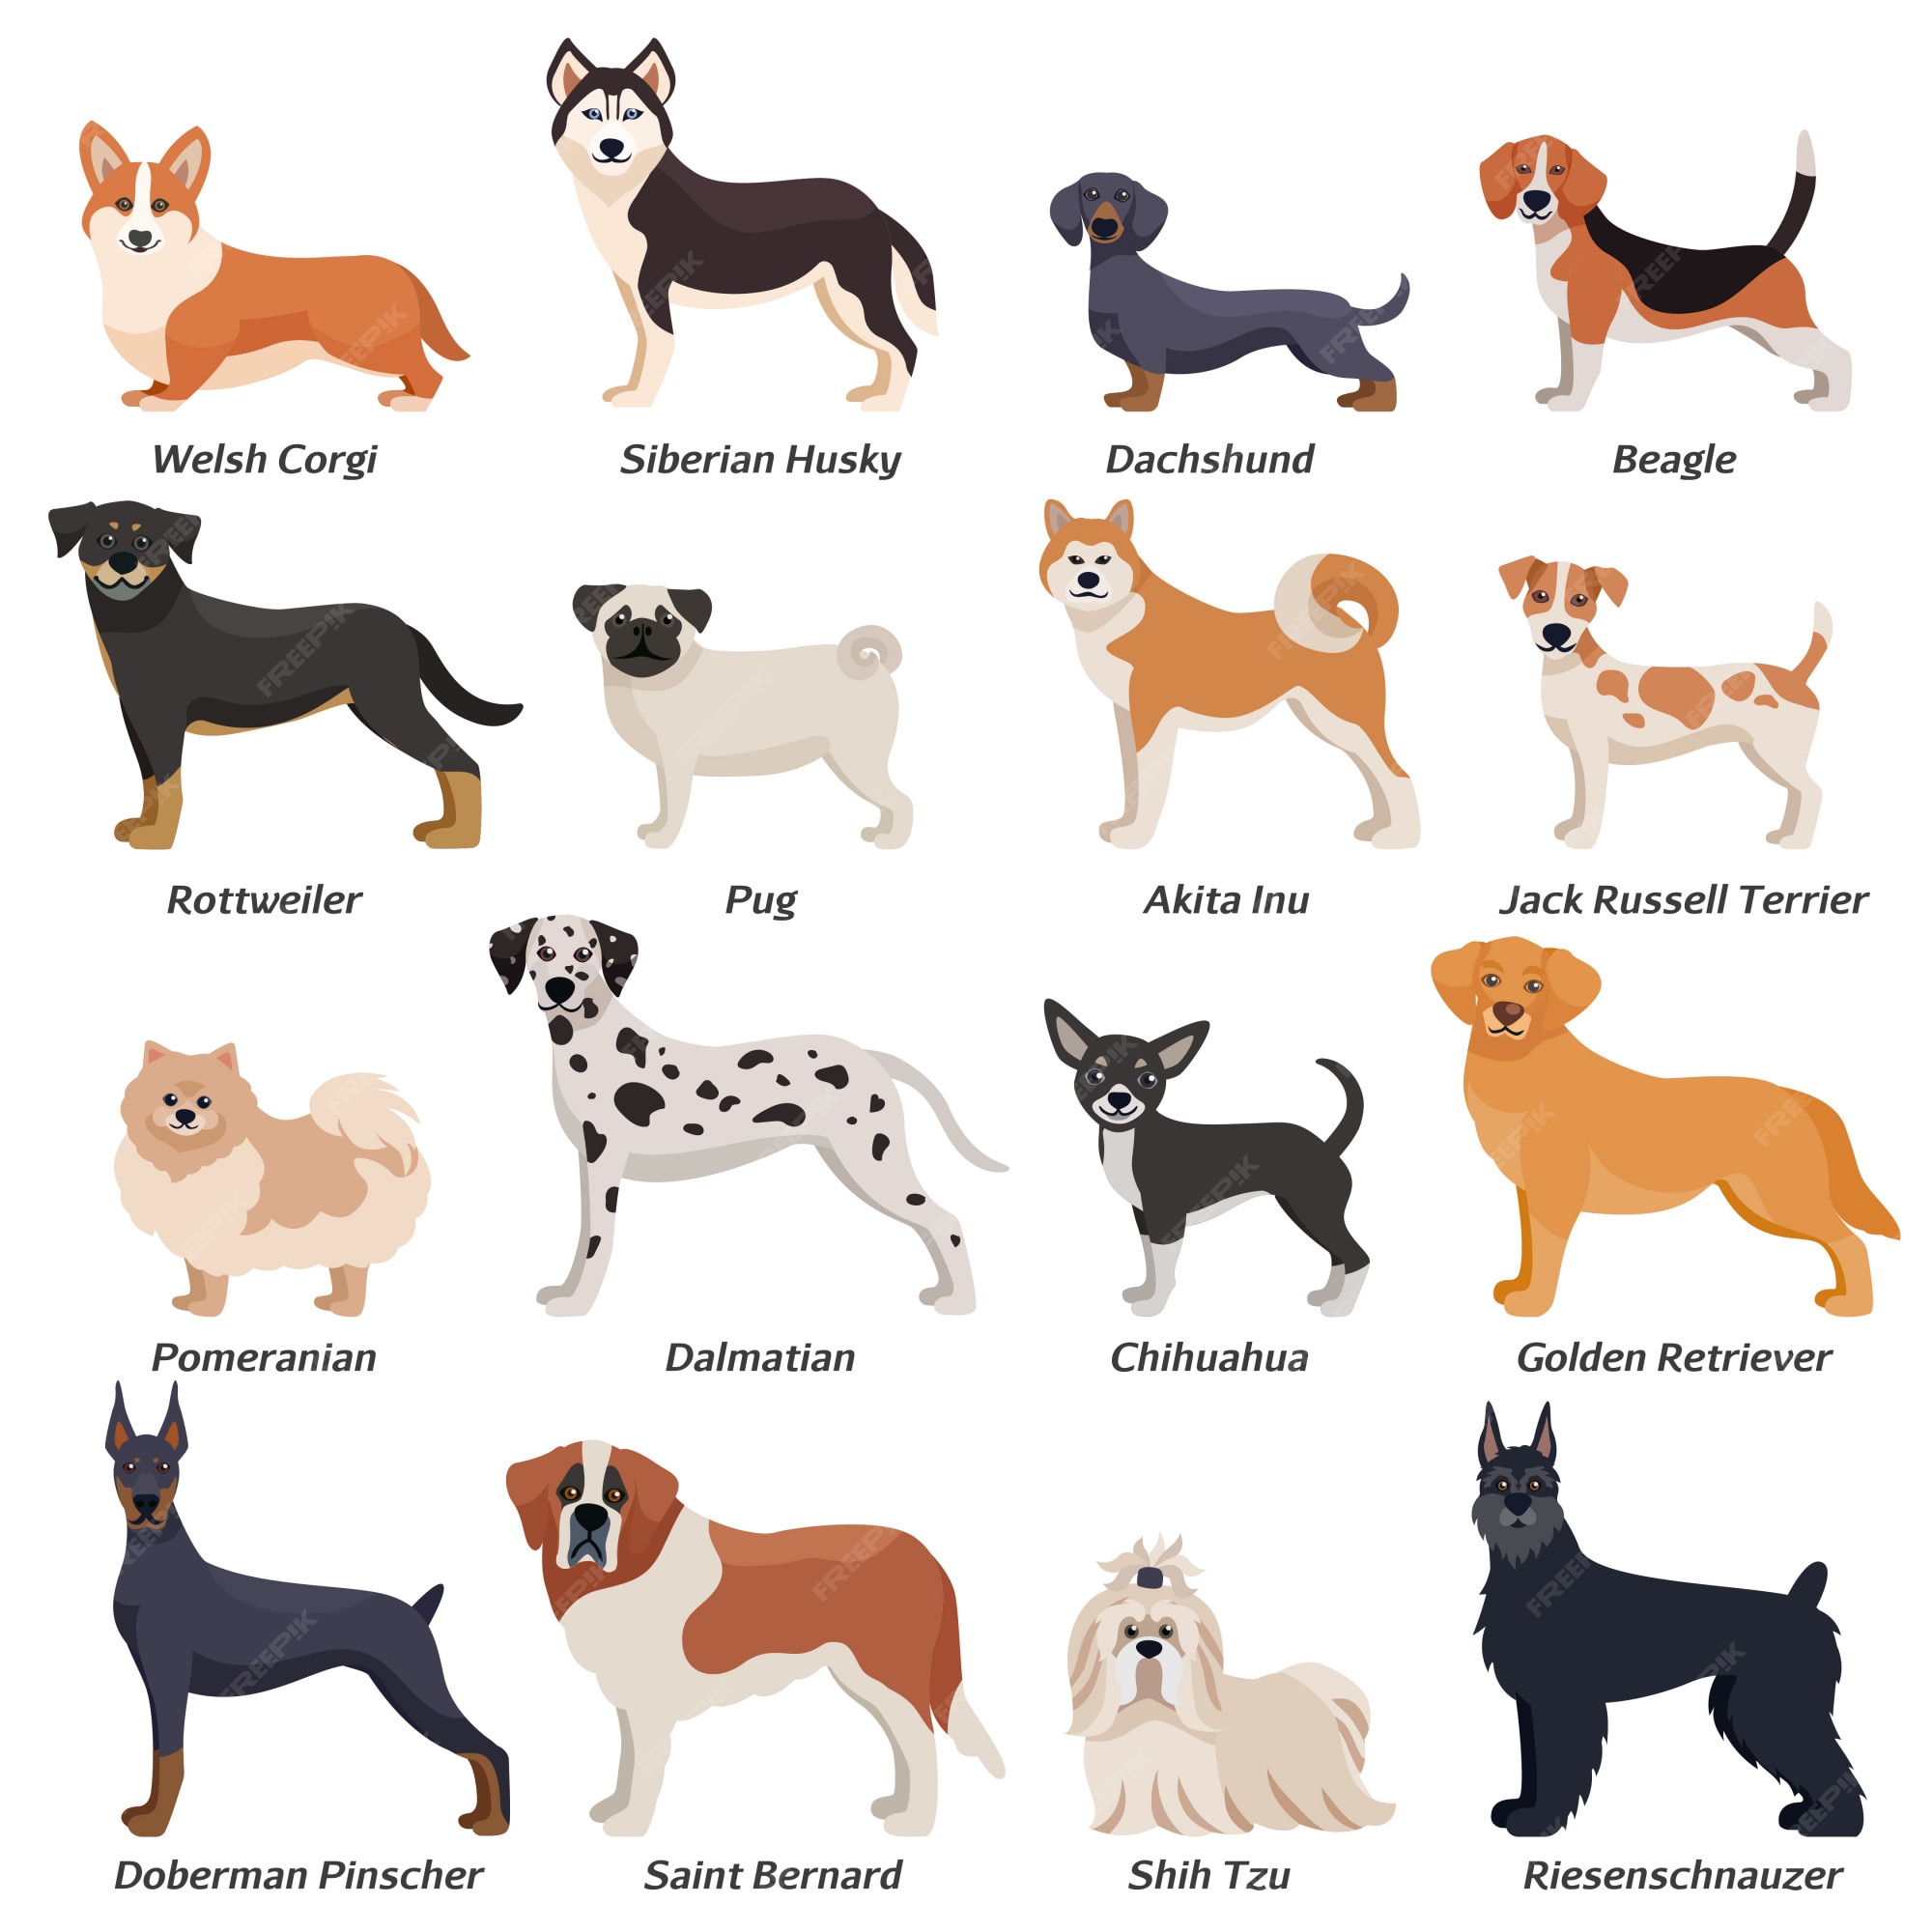 Welsh Corgi
Siberian Husky
Dachshund
Beagle
Rottweiler
Pug
Akita Inu
Jack Russell Terrier
Pomeranian
Dalmatian
Chihuahua
Golden Retriever
Doberman Pinscher
Saint Bernard
Shih Tzu
Riesenschnauzer